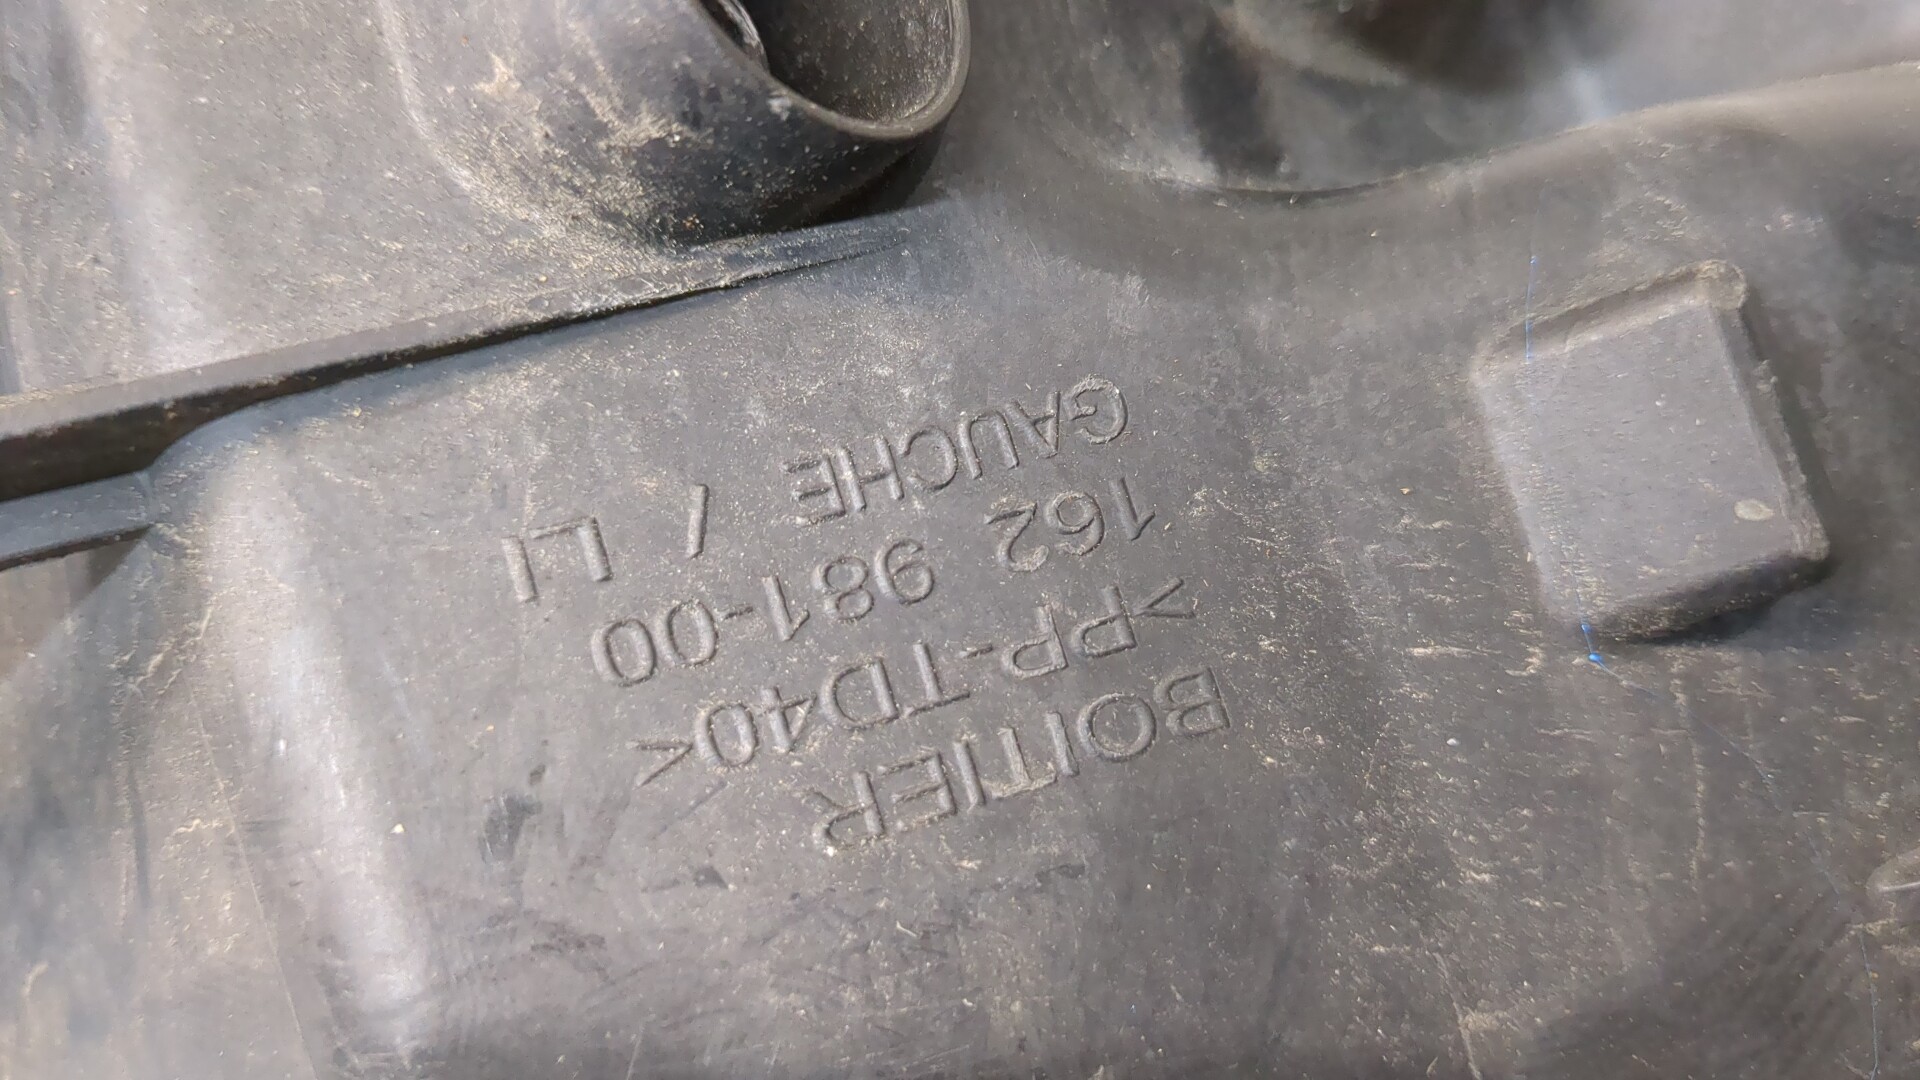 BOITIER
>PP-TD40<
162 981-00
GAUCHE / LI